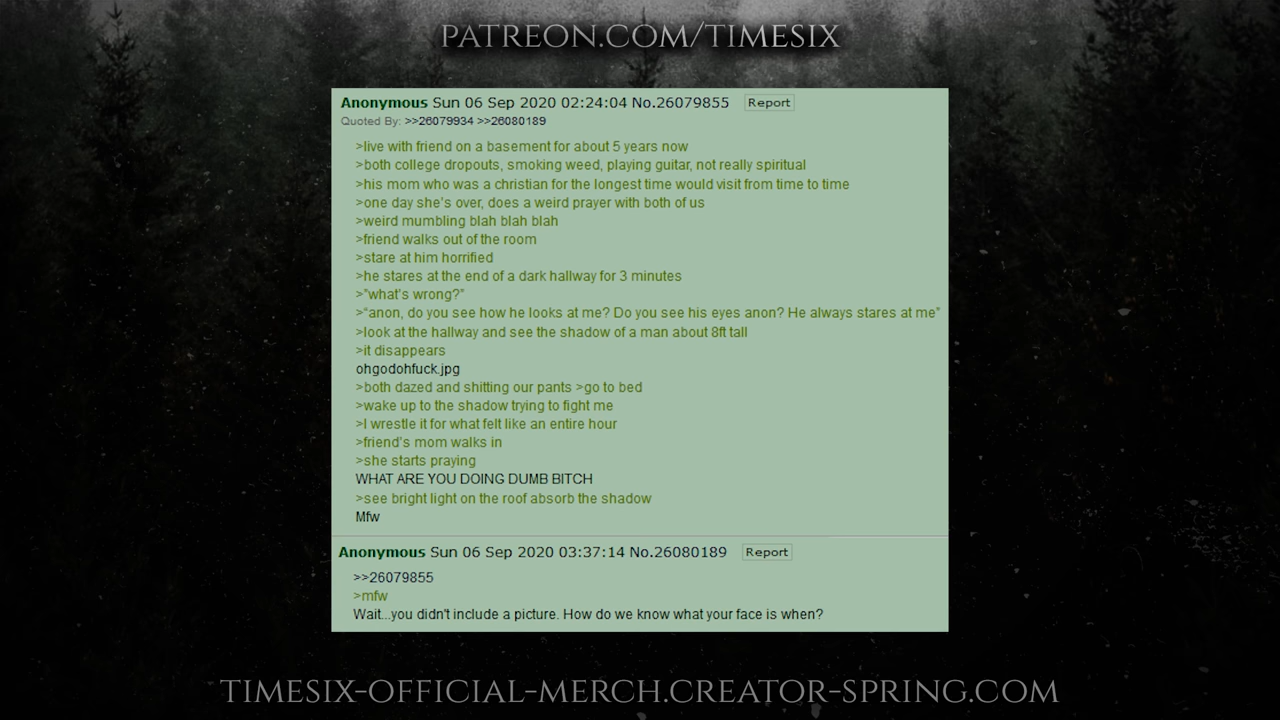 PATREON.COM/TIMESIX
Anonymous Sun 06 Sep 2020 02:24:04 No.26079855 Report
Quoted By: >>26079934 >>26080189
>live with friend on a basement for about 5 years now
>both college dropouts, smoking weed, playing guitar, not really spiritual
>his mom who was a christian for the longest time would visit from time to time
>one day she's over, does a weird prayer with both of us
>weird mumbling blah blah blah
>friend walks out of the room
>stare at him horrified
>he stares at the end of a dark hallway for 3 minutes
>"what's wrong?"
>"anon, do you see how he looks at me? Do you see his eyes anon? He always stares at me"
>look at the hallway and see the shadow of a man about 8ft tall
>it disappears
ohgodohfuck.jpg
>both dazed and shitting our pants >go to bed
>wake up to the shadow trying to fight me
>I wrestle it for what felt like an entire hour
>friend's mom walks in
>she starts praying
WHAT ARE YOU DOING DUMB BITCH
>see bright light on the roof absorb the shadow
Mfw
Anonymous Sun 06 Sep 2020 03:37:14 No.26080189 Report
>>26079855
>mfw
Wait...you didn't include a picture. How do we know what your face is when?
TIMESIX-OFFICIAL-MERCH.CREATOR-SPRING.COM